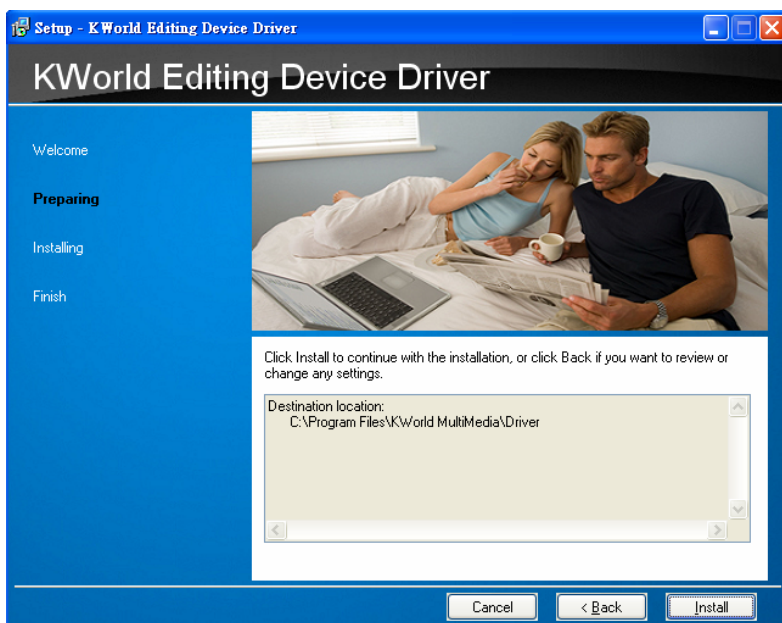 Setup - KWorld Editing Device Driver
KWorld Editing Device Driver
Welcome
Preparing
Installing
Finish
Click Install to continue with the installation, or click Back if you want to review or
change any settings.
Destination location:
C:\Program Files\KWorld MultiMedia\Driver
Cancel
< Back
Install